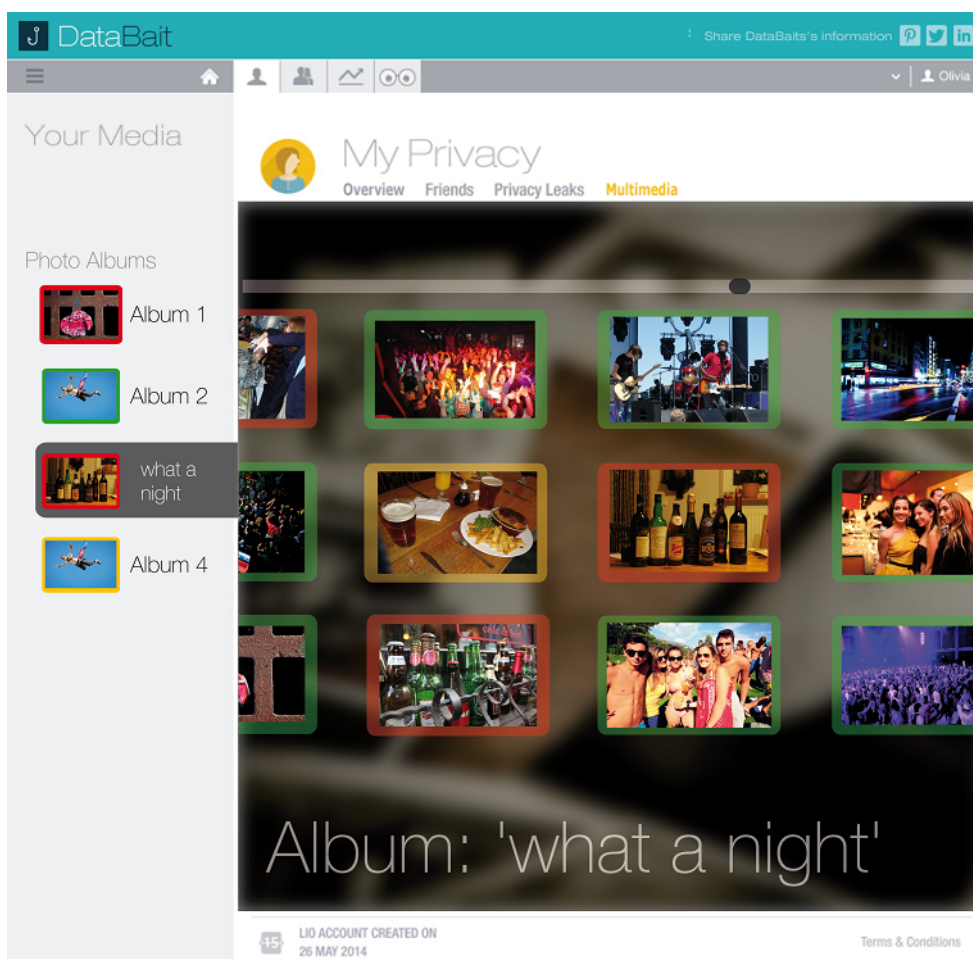 DataBait
Share DataBaits's information
Olivia
Your Media
My Privacy
Overview Friends Privacy Leaks Multimedia
Photo Albums
Album 1
Album 2
what a
night
Album 4
Album: 'what a night'
15
LIO ACCOUNT CREATED ON
26 MAY 2014
Terms & Conditions